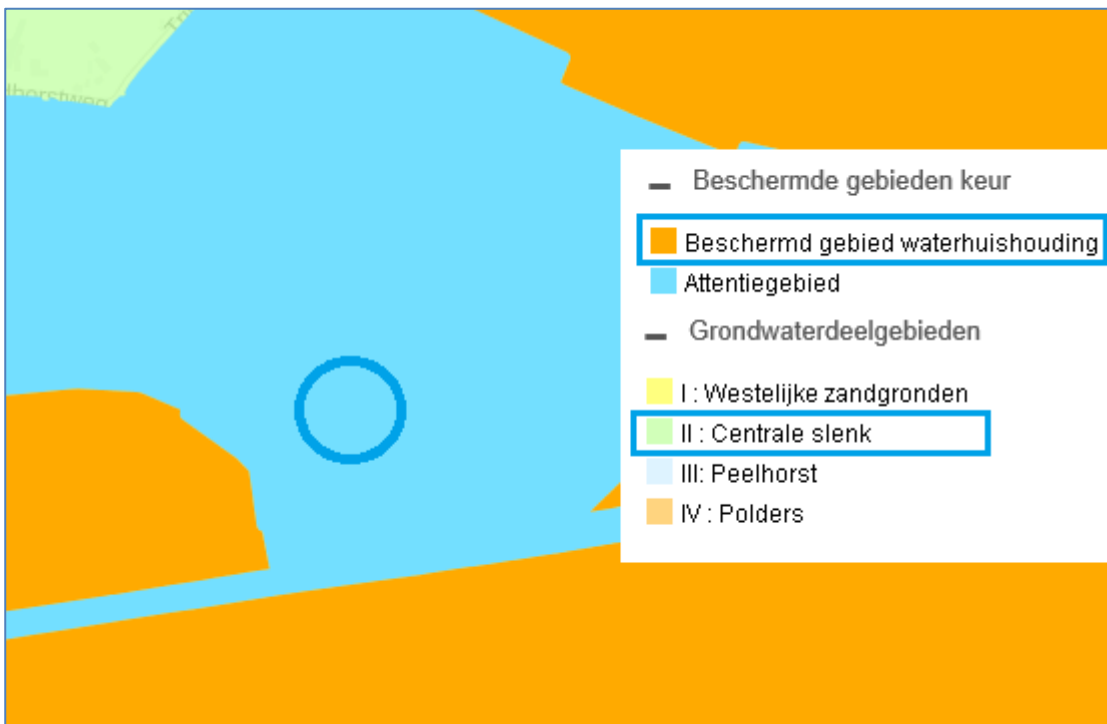 Beschermde gebieden keur
Beschermd gebied waterhuishouding
Attentiegebied
Grondwaterdeelgebieden
I : Westelijke zandgronden
II : Centrale slenk
III: Peelhorst
IV : Polders